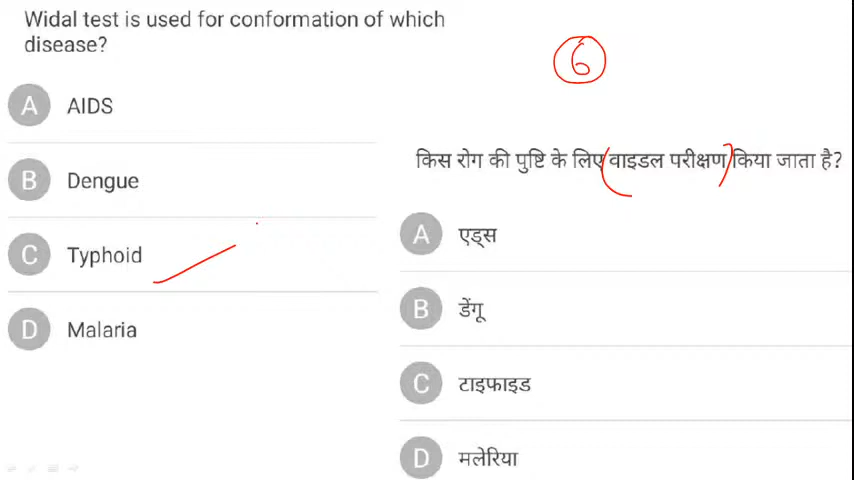 Widal test is used for conformation of which
disease?
A AIDS
B Dengue
C Typhoid
D Malaria
6
किस रोग की पुष्टि के लिए वाइडल परीक्षण किया जाता है?
A एड्स
B डेंगू
C टाइफाइड
D मलेरिया